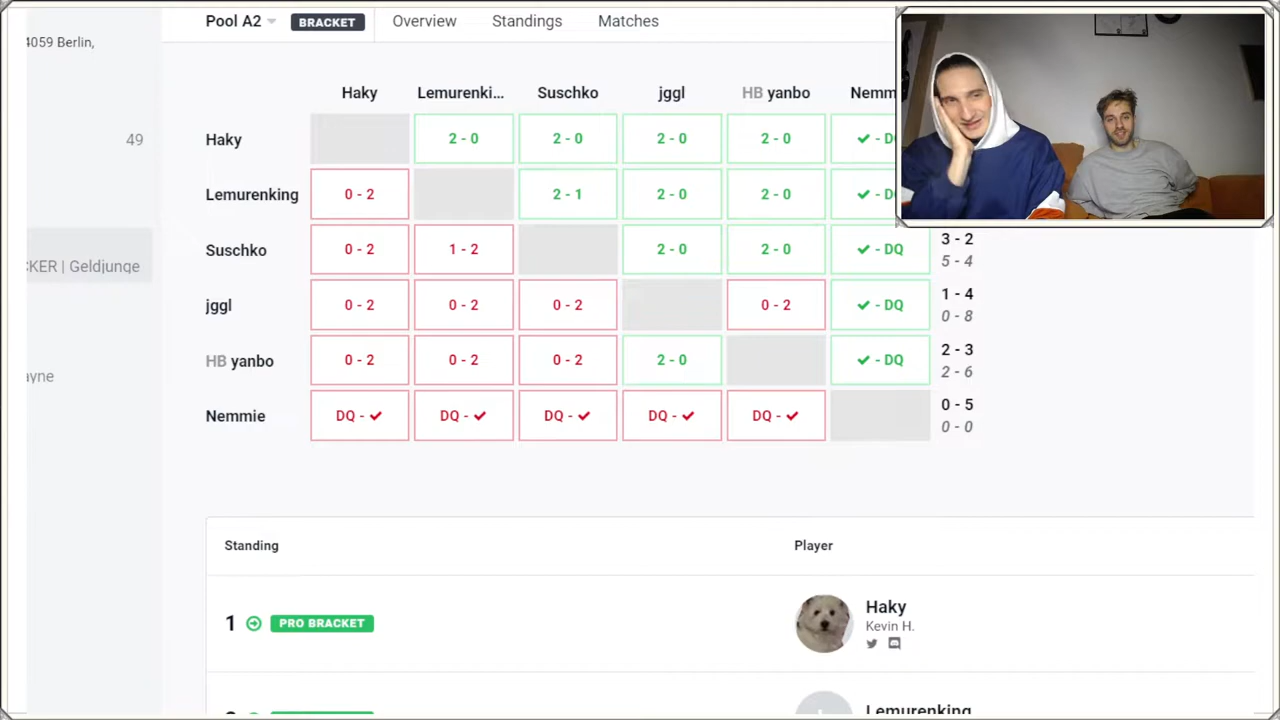 Pool A2 BRACKET Overview Standings Matches
4059 Berlin,
Haky Lemurenki... Suschko jggl HB yanbo
49 Haky 2 - 0 2 - 0 2 - 0 2 - 0
Lemurenking 0 - 2 2 - 1 2 - 0 2 - 0
Suschko 0 - 2 1 - 2 2 - 0 2 - 0 ✔ - DQ 3 - 2
5 - 4
CKER | Geldjunge
jggl 0 - 2 0 - 2 0 - 2 0 - 2 ✔ - DQ 1 - 4
0 - 8
HB yanbo 0 - 2 0 - 2 0 - 2 2 - 0 ✔ - DQ 2 - 3
2 - 6
ayne
Nemmie DQ - ✔ DQ - ✔ DQ - ✔ DQ - ✔ DQ - ✔ 0 - 5
0 - 0
Standing Player
1 PRO BRACKET Haky
Kevin H.
Lemurenking